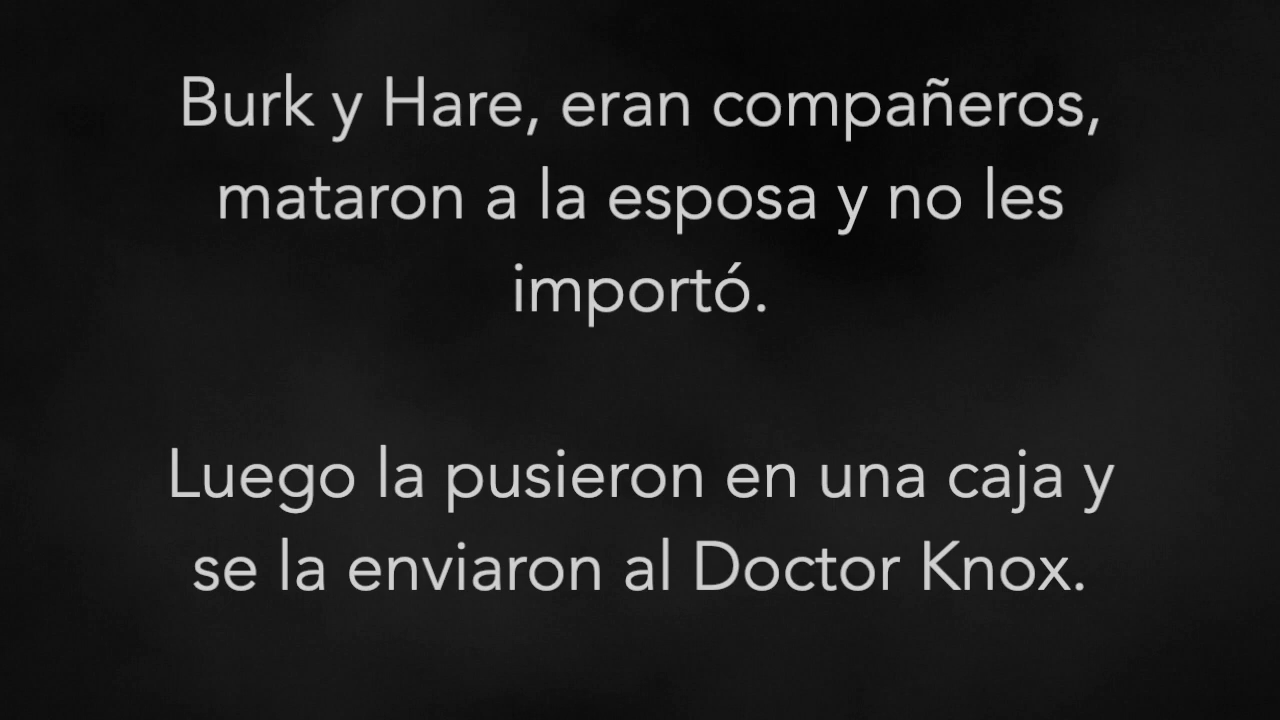 Burk y Hare, eran compañeros,
mataron a la esposa y no les
importó.
Luego la pusieron en una caja y
se la enviaron al Doctor Knox.